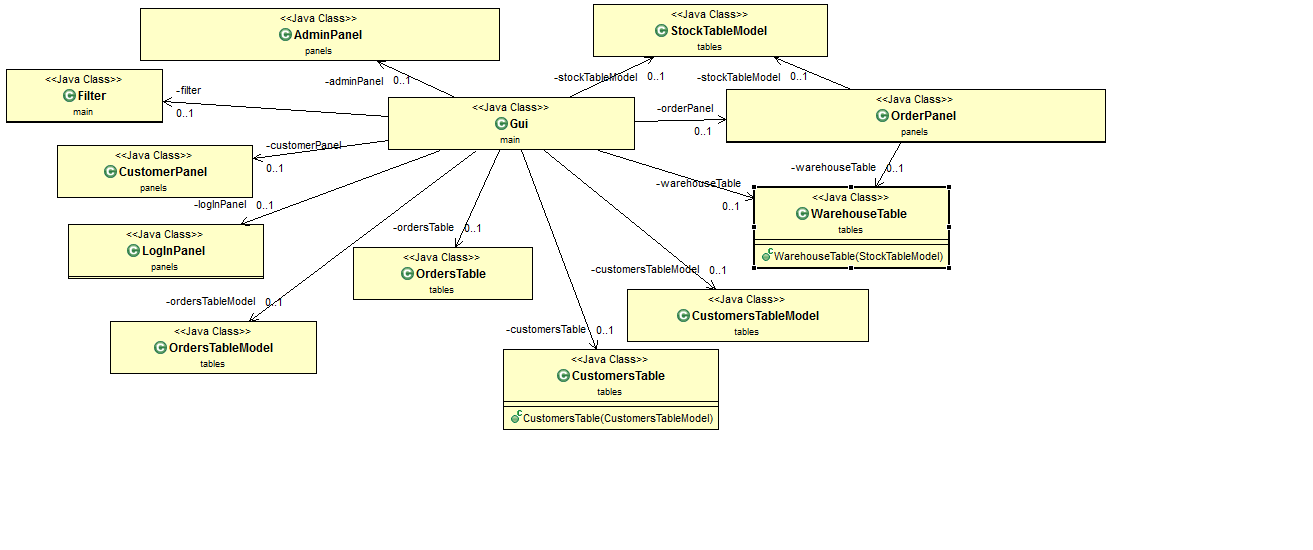 <<Java Class>>
AdminPanel
panels
<<Java Class>>
StockTableModel
tables
-stockTableModel
0..1
-stockTableModel
0..1
-adminPanel
0..1
<<Java Class>>
Filter
main
-filter
0..1
<<Java Class>>
Gui
main
-orderPanel
0..1
<<Java Class>>
OrderPanel
panels
<<Java Class>>
CustomerPanel
panels
-customerPanel
0..1
-warehouseTable
0..1
-warehouseTable
0..1
<<Java Class>>
WarehouseTable
tables
WarehouseTable(StockTableModel)
-logInPanel
0..1
<<Java Class>>
LogInPanel
panels
-ordersTable
0..1
<<Java Class>>
OrdersTable
tables
-customersTableModel
0..1
<<Java Class>>
CustomersTableModel
tables
-ordersTableModel
0..1
<<Java Class>>
OrdersTableModel
tables
-customersTable
0..1
<<Java Class>>
CustomersTable
tables
CustomersTable(CustomersTableModel)